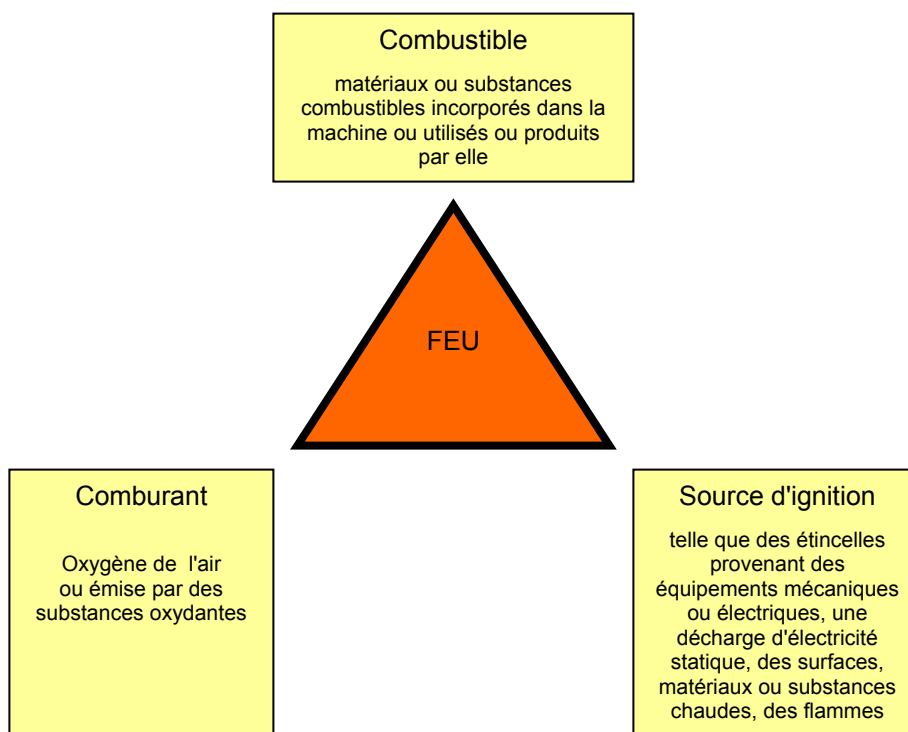 Combustible
matériaux ou substances
combustibles incorporés dans la
machine ou utilisés ou produits
par elle
FEU
Comburant
Oxygène de l'air
ou émise par des
substances oxydantes
Source d'ignition
telle que des étincelles
provenant des
équipements mécaniques
ou électriques, une
décharge d'électricité
statique, des surfaces,
matériaux ou substances
chaudes, des flammes